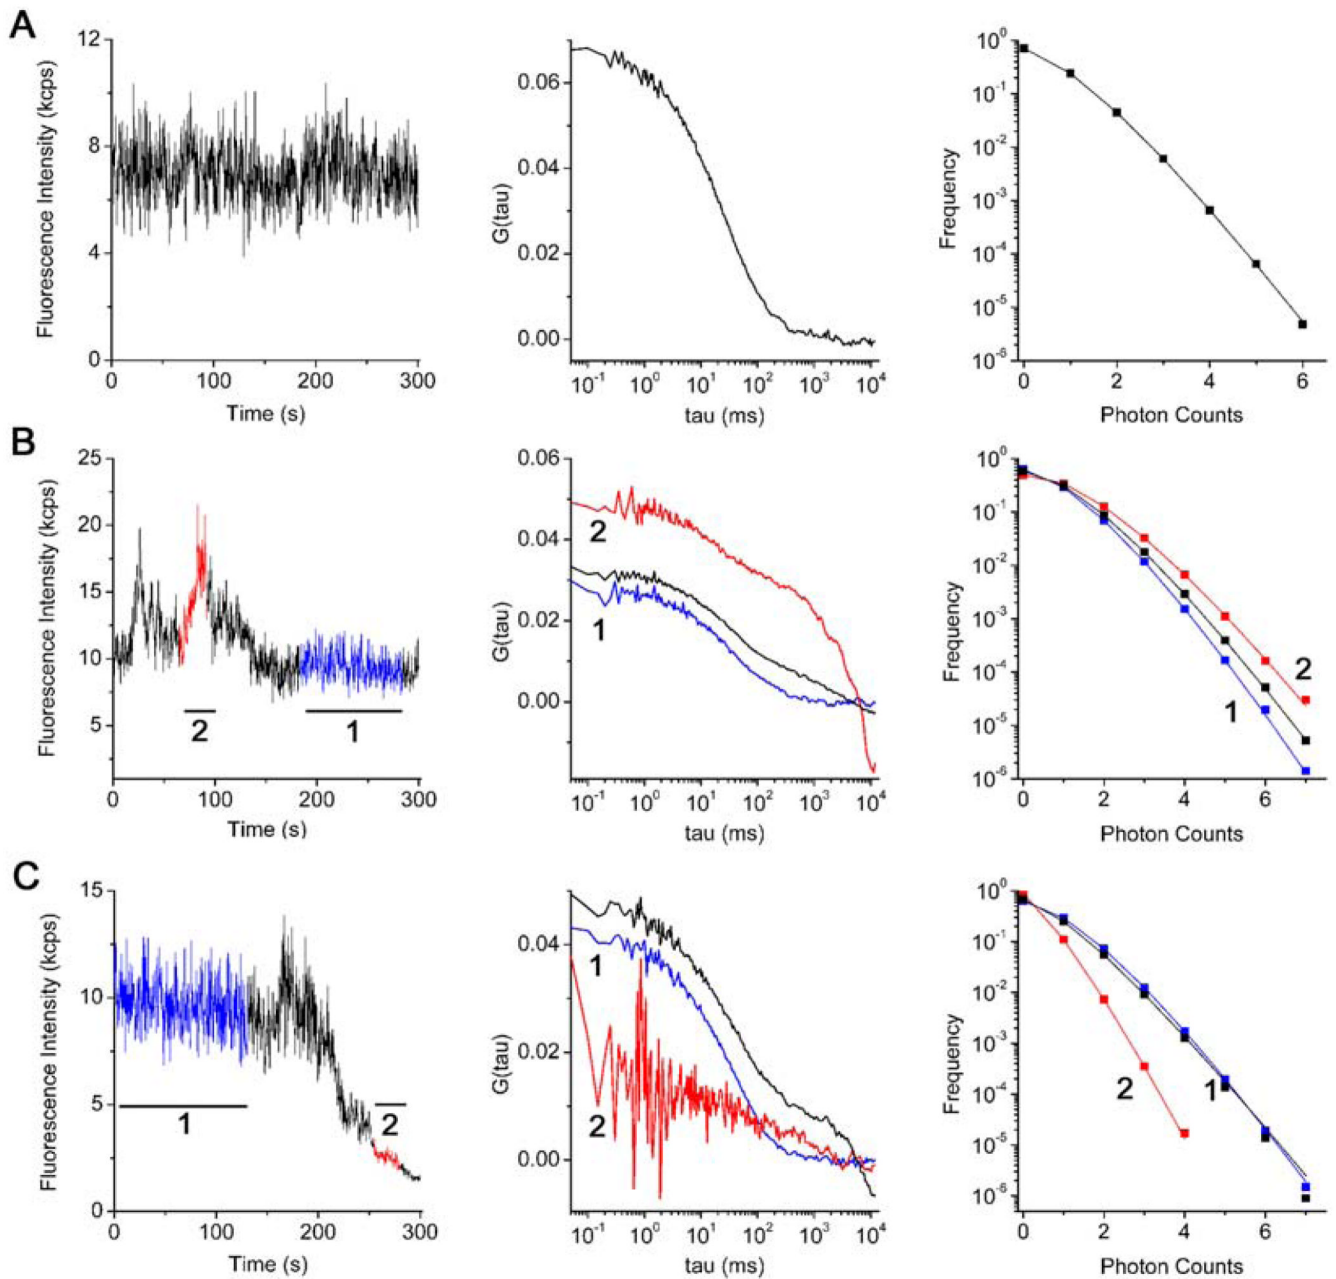 A
Fluorescence Intensity (kcps)
12
8
4
0
0 100 200 300
Time (s)
G(tau)
0.06
0.04
0.02
0.00
10^-1 10^0 10^1 10^2 10^3 10^4
tau (ms)
Frequency
10^0
10^-1
10^-2
10^-3
10^-4
10^-5
10^-6
0 2 4 6
Photon Counts
B
Fluorescence Intensity (kcps)
25
20
15
10
5
2
1
0 100 200 300
Time (s)
G(tau)
0.06
0.04
0.02
0.00
2
1
10^-1 10^0 10^1 10^2 10^3 10^4
tau (ms)
Frequency
10^0
10^-1
10^-2
10^-3
10^-4
10^-5
10^-6
2
1
0 2 4 6
Photon Counts
C
Fluorescence Intensity (kcps)
15
10
5
0
1
2
0 100 200 300
Time (s)
G(tau)
0.04
0.02
0.00
1
2
10^-1 10^0 10^1 10^2 10^3 10^4
tau (ms)
Frequency
10^0
10^-1
10^-2
10^-3
10^-4
10^-5
10^-6
2
1
0 2 4 6
Photon Counts